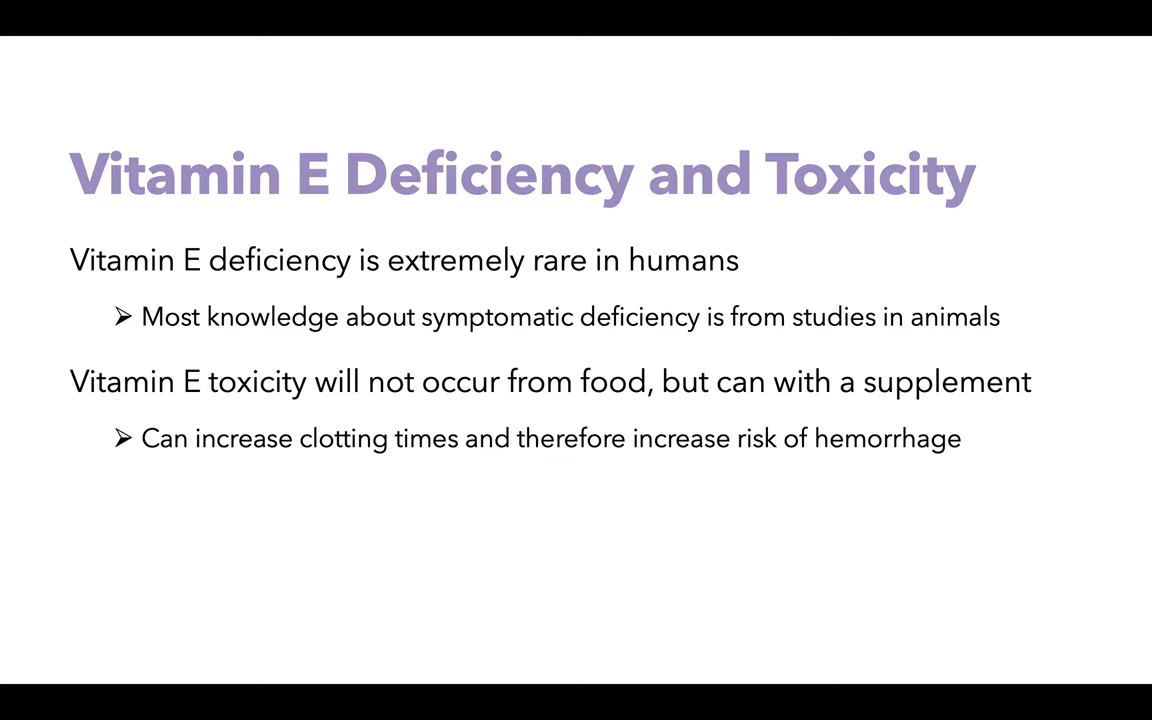 Vitamin E Deficiency and Toxicity
Vitamin E deficiency is extremely rare in humans
➢ Most knowledge about symptomatic deficiency is from studies in animals
Vitamin E toxicity will not occur from food, but can with a supplement
➢ Can increase clotting times and therefore increase risk of hemorrhage